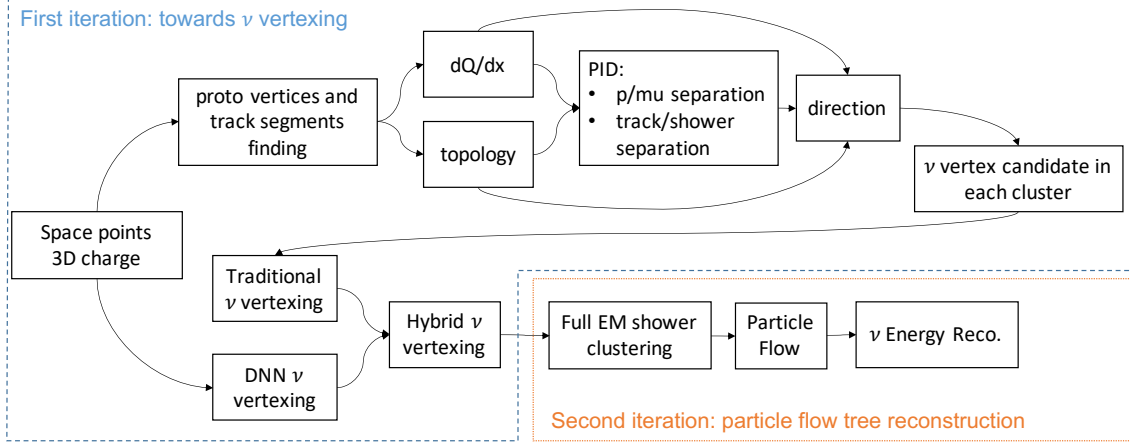 First iteration: towards ν vertexing
proto vertices and
track segments
finding
dQ/dx
topology
PID:
• p/mu separation
• track/shower
separation
direction
ν vertex candidate in
each cluster
Space points
3D charge
Traditional
ν vertexing
DNN ν
vertexing
Hybrid ν
vertexing
Full EM shower
clustering
Particle
Flow
ν Energy Reco.
Second iteration: particle flow tree reconstruction